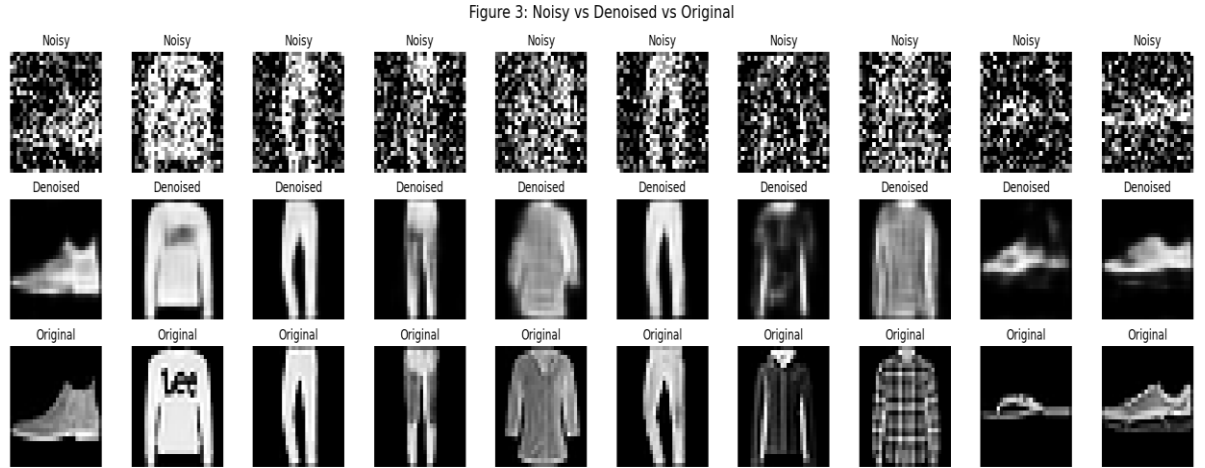 Figure 3: Noisy vs Denoised vs Original
Noisy Noisy Noisy Noisy Noisy Noisy Noisy Noisy Noisy Noisy
Denoised Denoised Denoised Denoised Denoised Denoised Denoised Denoised Denoised Denoised
Original Original Original Original Original Original Original Original Original Original
Lee